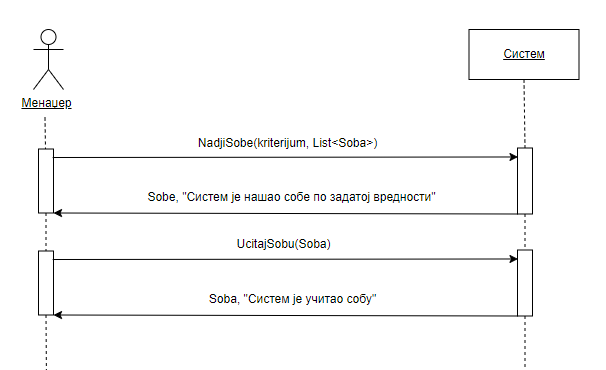 Систем
Менаџер
NadjiSobe(kriterijum, List<Soba>)
Sobe, "Систем је нашао собе по задатој вредности"
UcitajSobu(Soba)
Soba, "Систем је учитао собу"